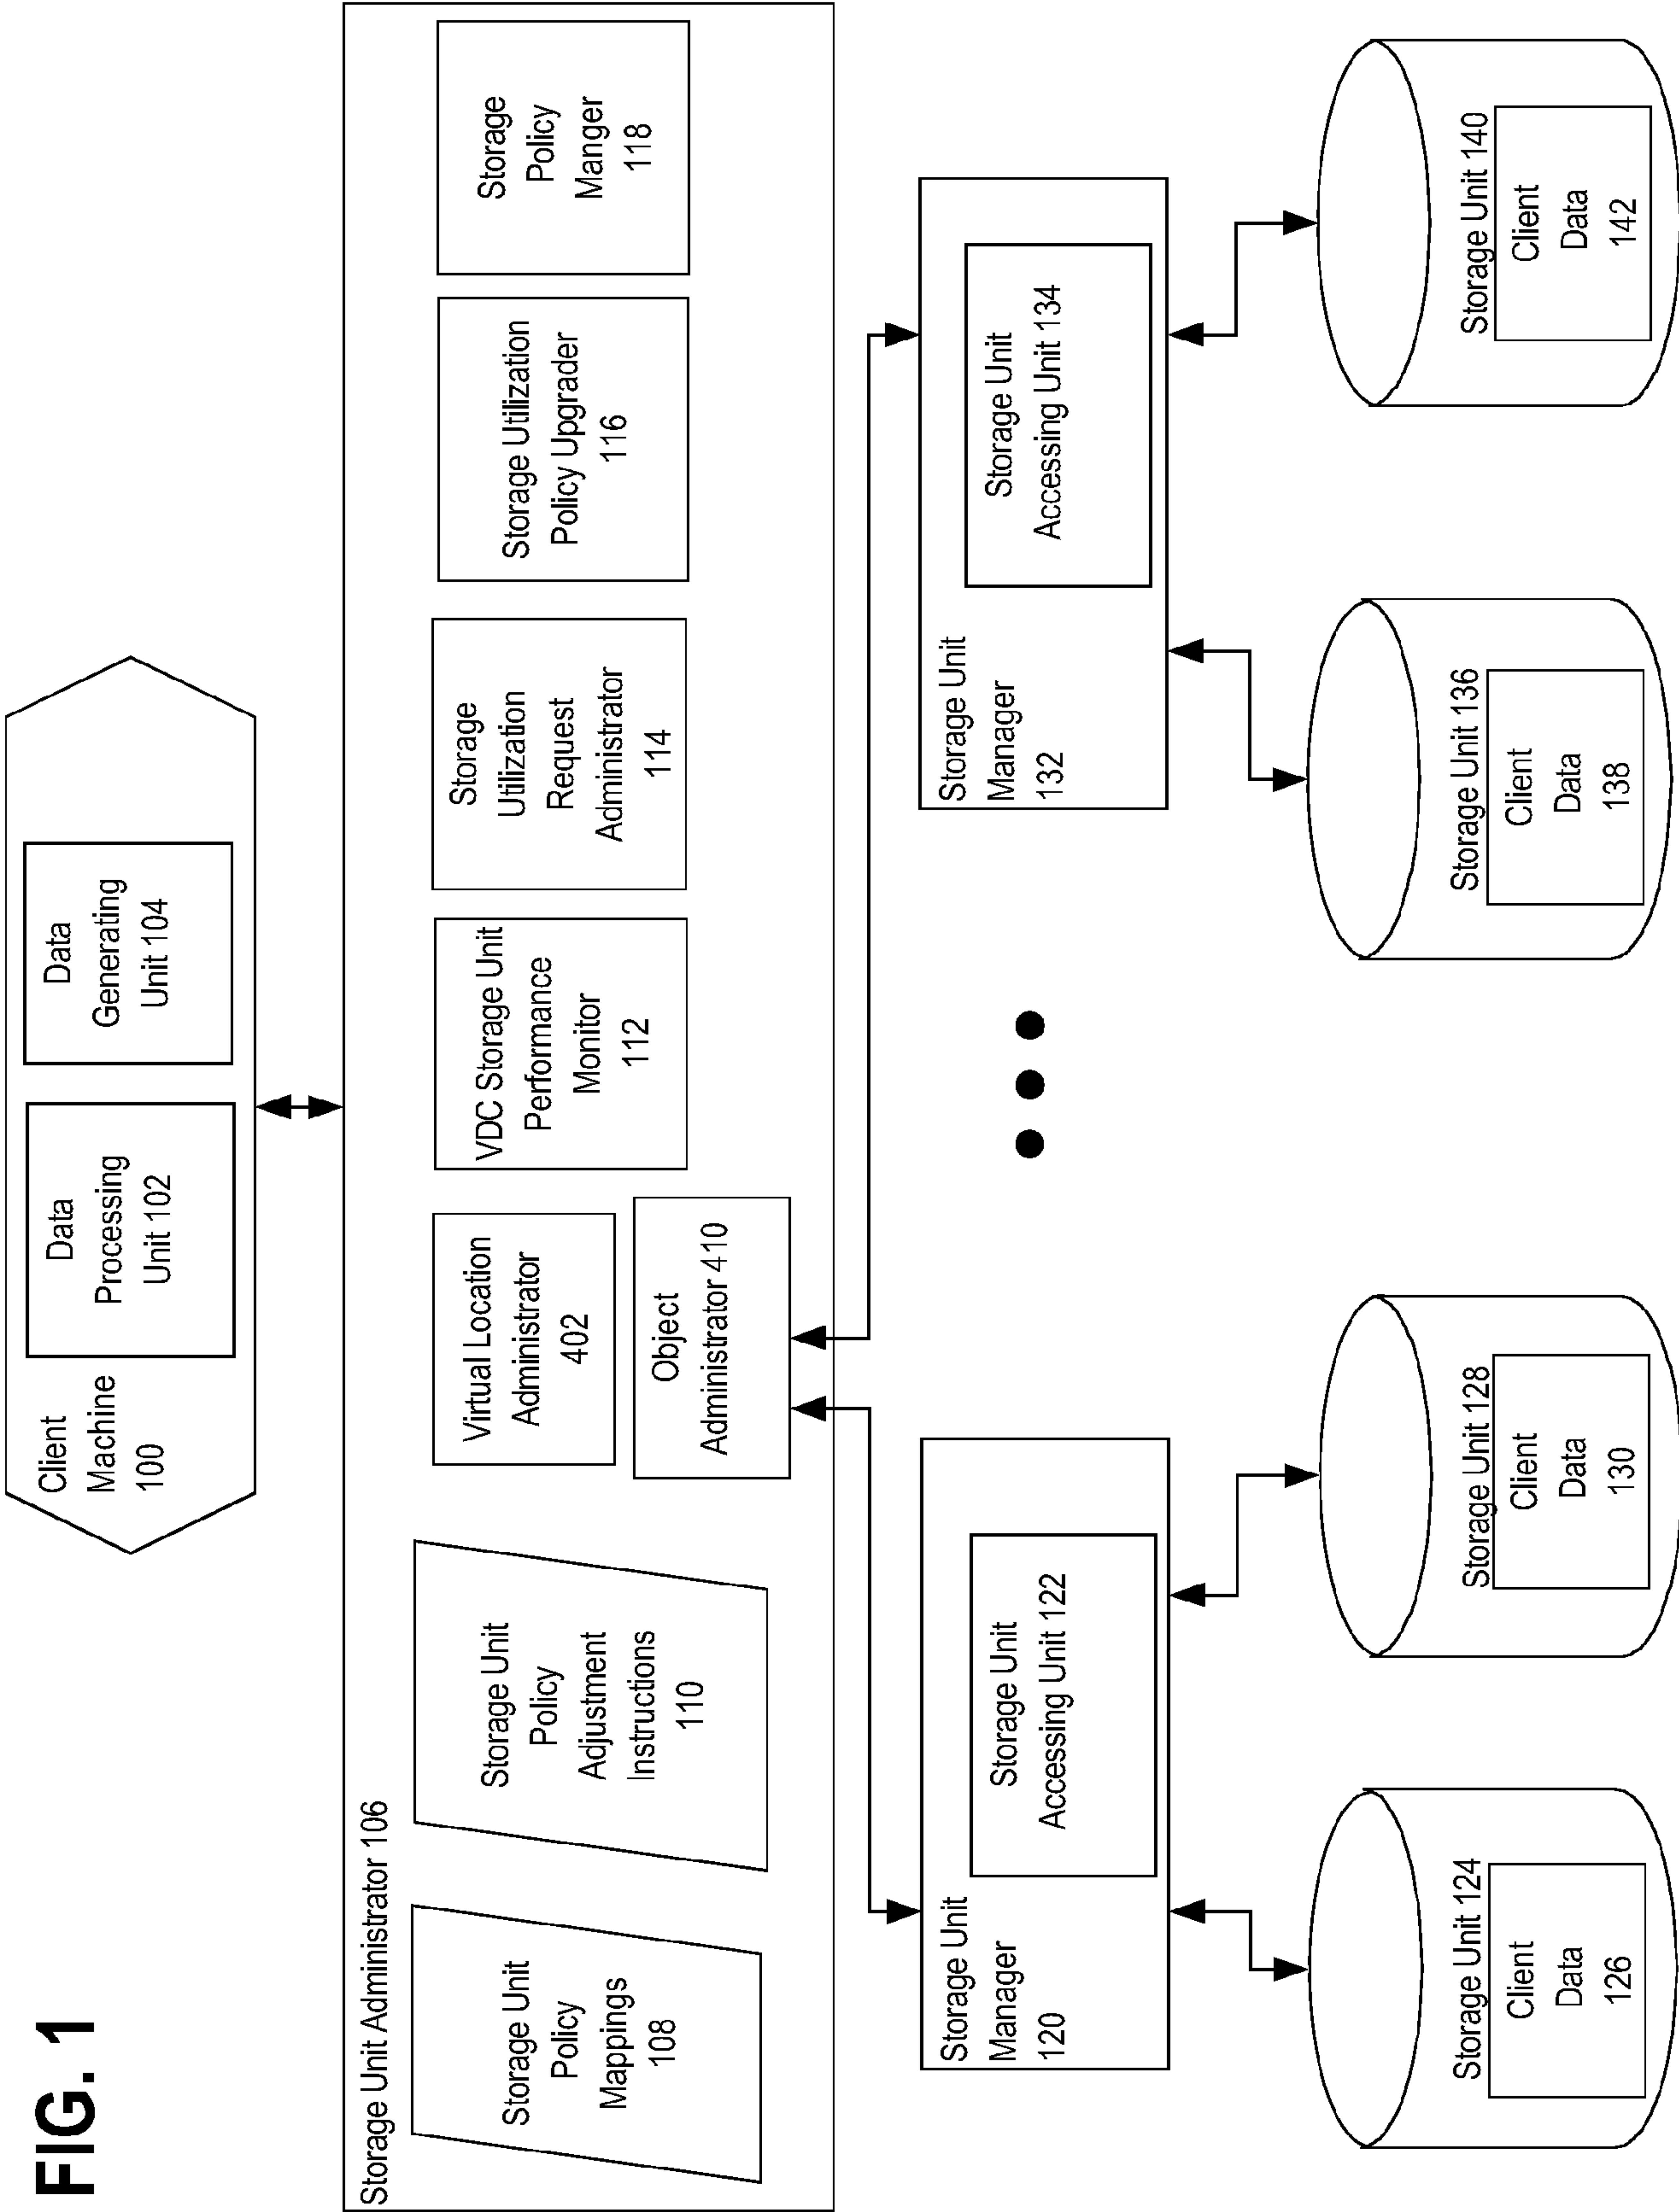 FIG. 1
Client
Machine
100
Data
Processing
Unit 102
Data
Generating
Unit 104
Storage Unit Administrator 106
Storage Unit
Policy
Mappings
108
Storage Unit
Policy
Adjustment
Instructions
110
Virtual Location
Administrator
402
Object
Administrator 410
VDC Storage Unit
Performance
Monitor
112
Storage
Utilization
Request
Administrator
114
Storage Utilization
Policy Upgrader
116
Storage
Policy
Manger
118
Storage Unit
Manager
120
Storage Unit
Accessing Unit 122
Storage Unit
Manager
132
Storage Unit
Accessing Unit 134
Storage Unit 124
Client
Data
126
Storage Unit 128
Client
Data
130
Storage Unit 136
Client
Data
138
Storage Unit 140
Client
Data
142